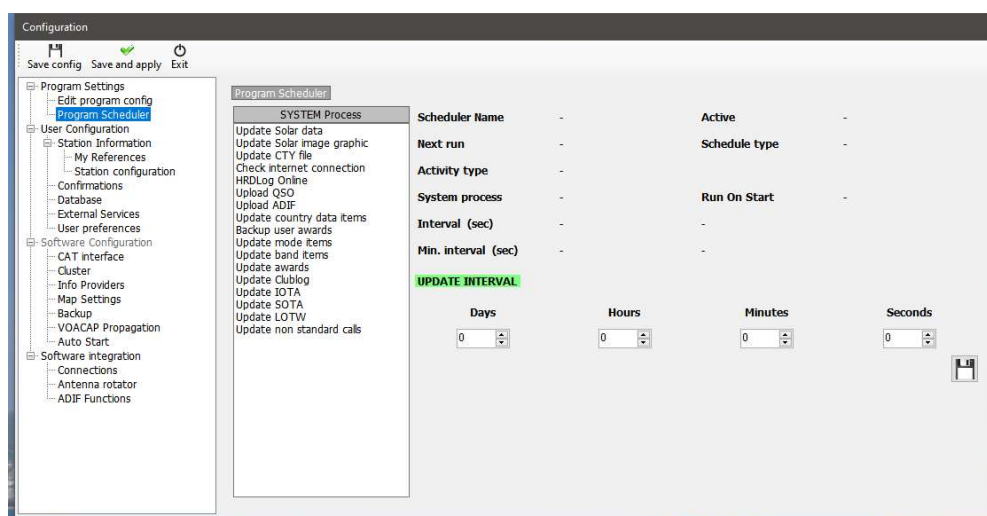 Configuration
Save config Save and apply Exit
Program Settings
Edit program config
Program Scheduler
User Configuration
Station Information
My References
Station configuration
Confirmations
Database
External Services
User preferences
Software Configuration
CAT interface
Cluster
Info Providers
Map Settings
Backup
VOACAP Propagation
Auto Start
Software integration
Connections
Antenna rotator
ADIF Functions
Program Scheduler
SYSTEM Process
Update Solar data
Update Solar image graphic
Update CTY file
Check internet connection
HRDLog Online
Upload QSO
Upload ADIF
Update country data items
Backup user awards
Update mode items
Update band items
Update awards
Update Clublog
Update IOTA
Update SOTA
Update LOTW
Update non standard calls
Scheduler Name - Active -
Next run - Schedule type -
Activity type -
System process - Run On Start -
Interval (sec) - -
Min. interval (sec) - -
UPDATE INTERVAL
Days Hours Minutes Seconds
0 0 0 0